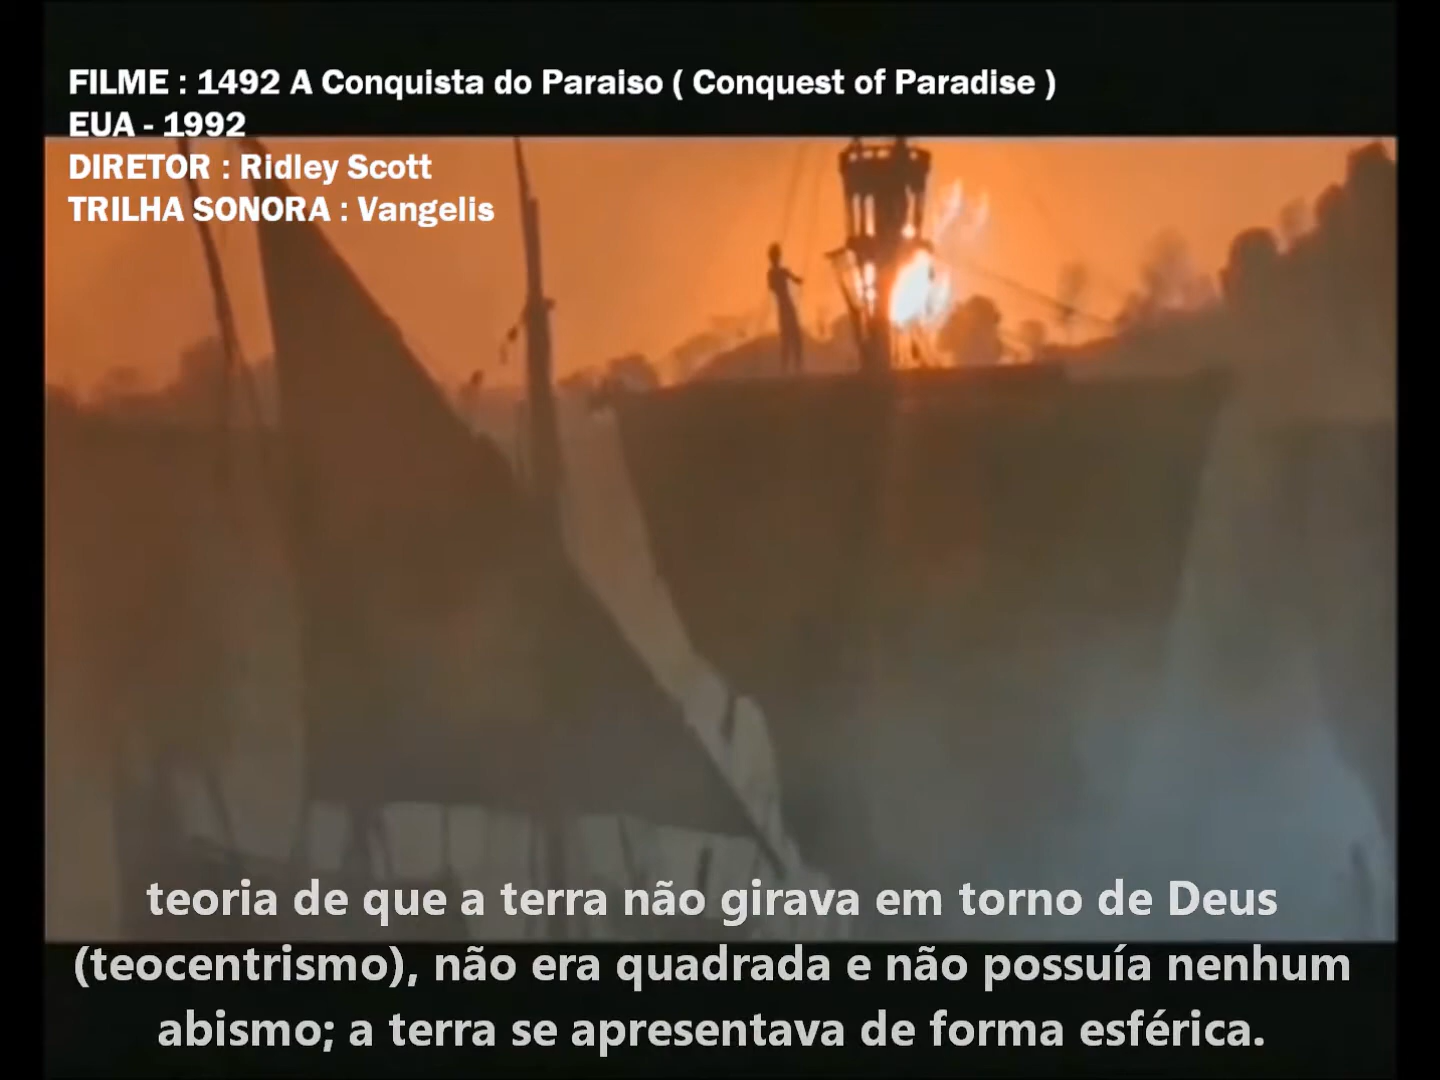 FILME : 1492 A Conquista do Paraiso ( Conquest of Paradise )
EUA - 1992
DIRETOR : Ridley Scott
TRILHA SONORA : Vangelis
teoria de que a terra não girava em torno de Deus
(teocentrismo), não era quadrada e não possuía nenhum
abismo; a terra se apresentava de forma esférica.